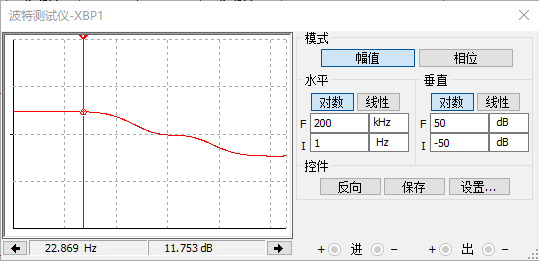 波特测试仪-XBP1
模式
幅值 相位
水平 垂直
对数 线性 对数 线性
F 200 kHz F 50 dB
I 1 Hz I -50 dB
控件
反向 保存 设置...
22.869 Hz 11.753 dB + 进 - + 出 -